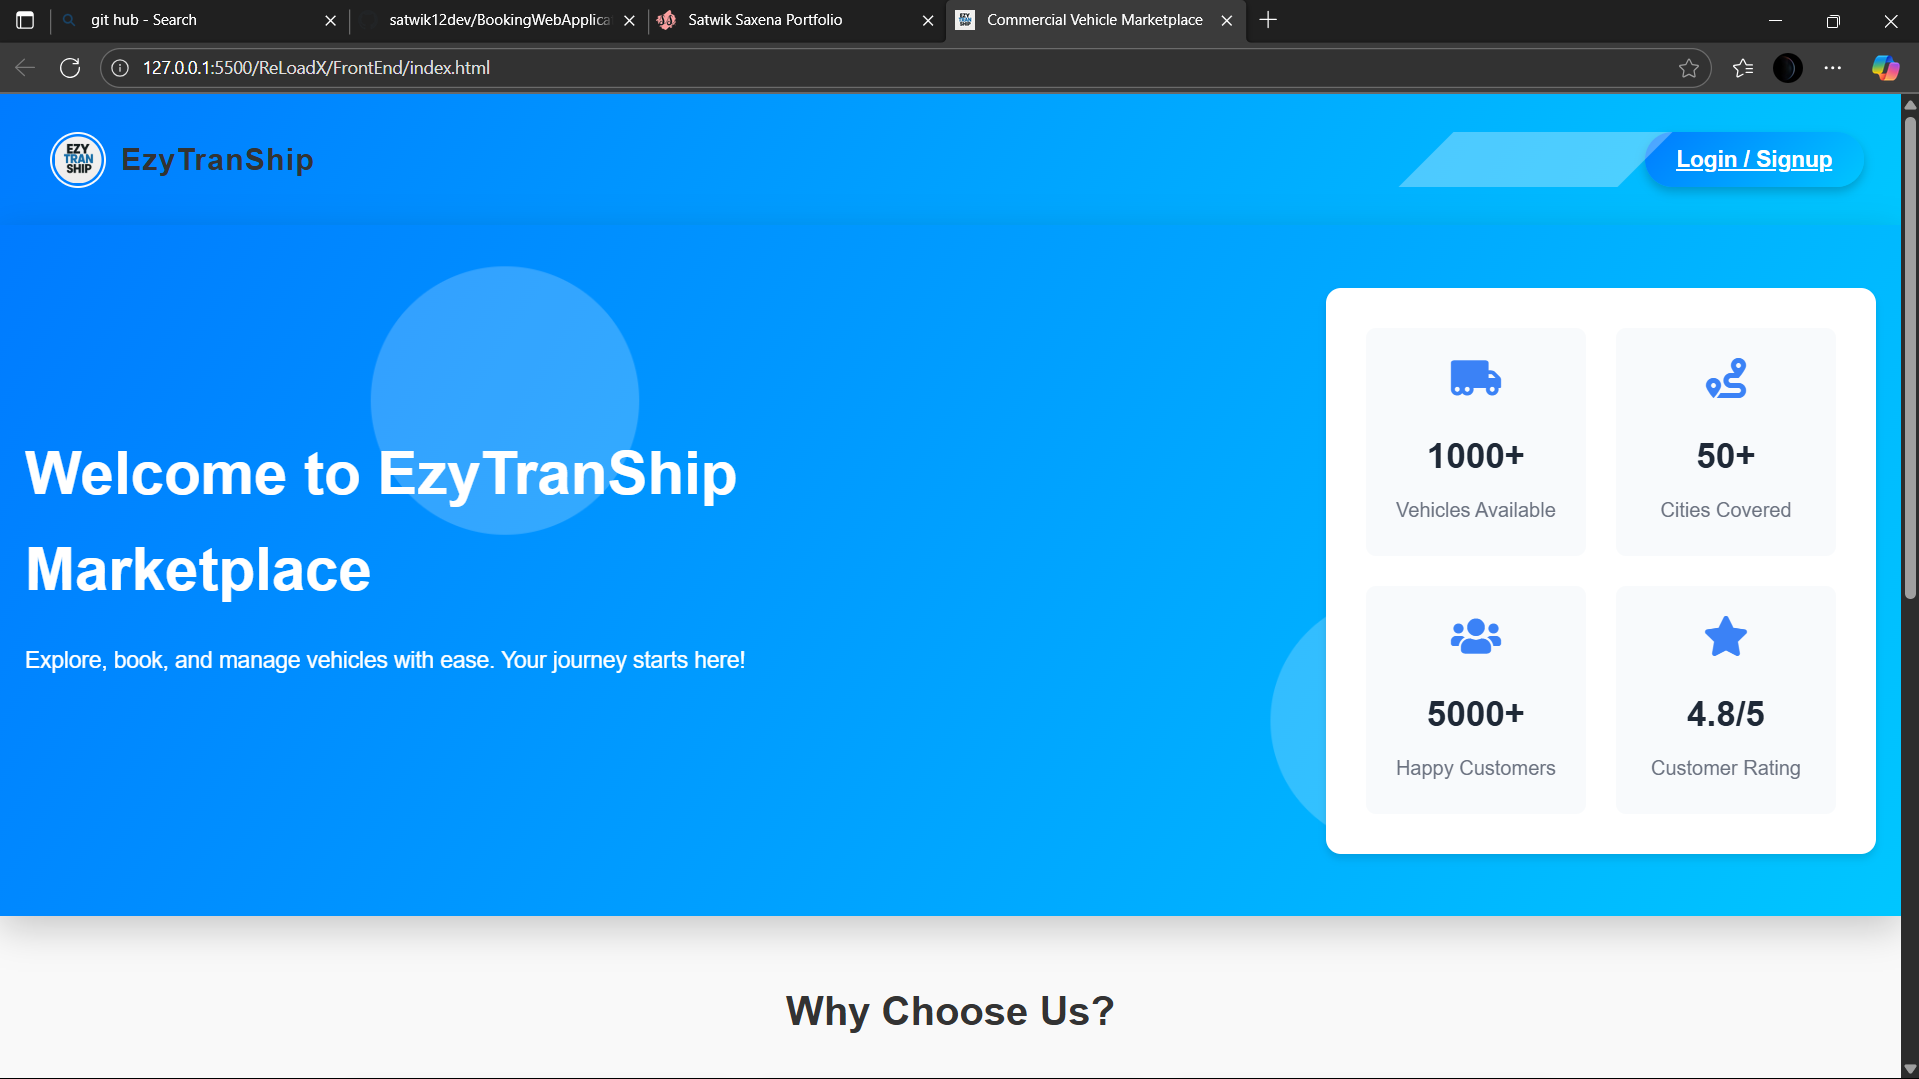 git hub - Search
satwik12dev/BookingWebApplica
Satwik Saxena Portfolio
Commercial Vehicle Marketplace
127.0.0.1:5500/ReLoadX/FrontEnd/index.html
EZY
TRAN
SHIP
EzyTranShip
Login / Signup
Welcome to EzyTranShip
Marketplace
Explore, book, and manage vehicles with ease. Your journey starts here!
1000+
Vehicles Available
50+
Cities Covered
5000+
Happy Customers
4.8/5
Customer Rating
Why Choose Us?